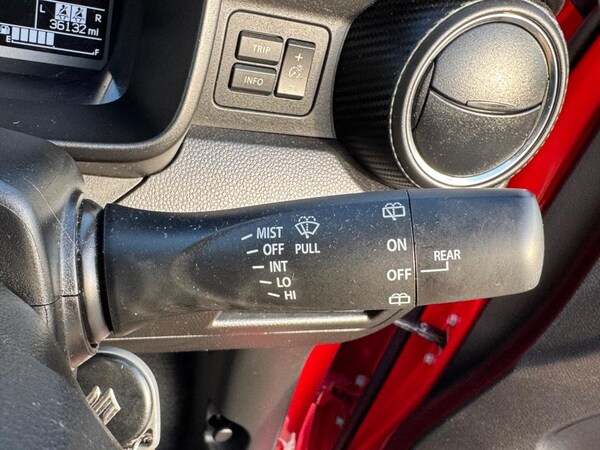 L R
36132 mi
E F
TRIP
+
INFO
MIST
OFF PULL
INT
LO
HI
ON
OFF REAR